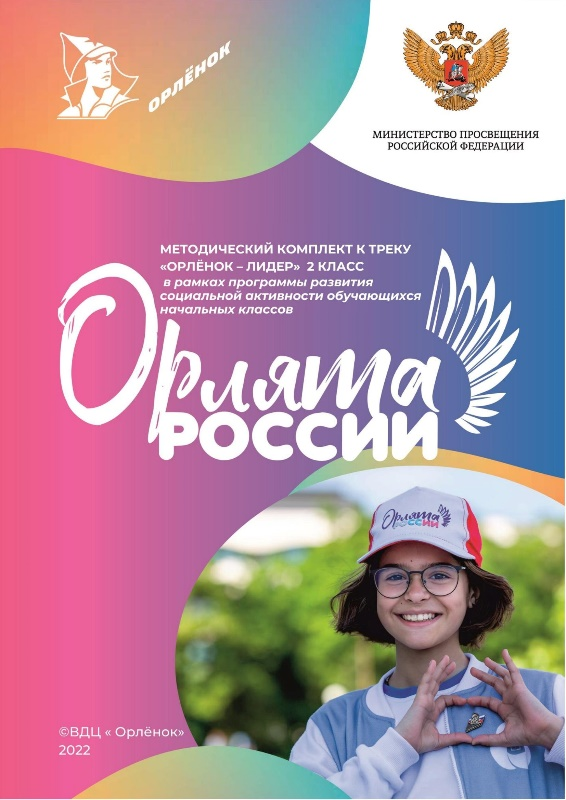 ОРЛЁНОК
МИНИСТЕРСТВО ПРОСВЕЩЕНИЯ
РОССИЙСКОЙ ФЕДЕРАЦИИ
МЕТОДИЧЕСКИЙ КОМПЛЕКТ К ТРЕКУ
«ОРЛЁНОК – ЛИДЕР» 2 КЛАСС
в рамках программы развития
социальной активности обучающихся
начальных классов
Орлята
РОССИИ
Орлята
РОССИИ
©ВДЦ « Орлёнок»
2022